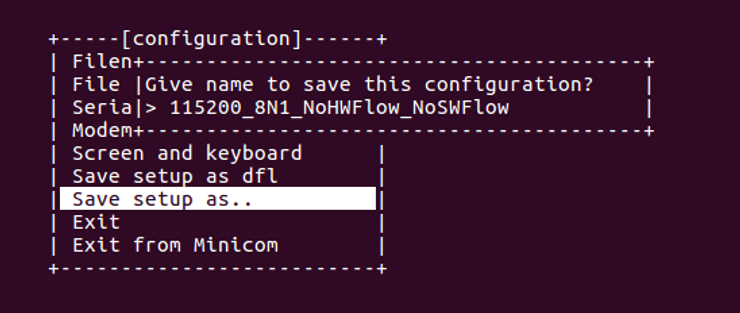 +-----[configuration]------+
| Filen+-----------------------------------------+
| File |Give name to save this configuration?    |
| Seria|> 115200_8N1_NoHWFlow_NoSWFlow           |
| Modem+-----------------------------------------+
| Screen and keyboard      |
| Save setup as dfl        |
| Save setup as..          |
| Exit                     |
| Exit from Minicom        |
+--------------------------+